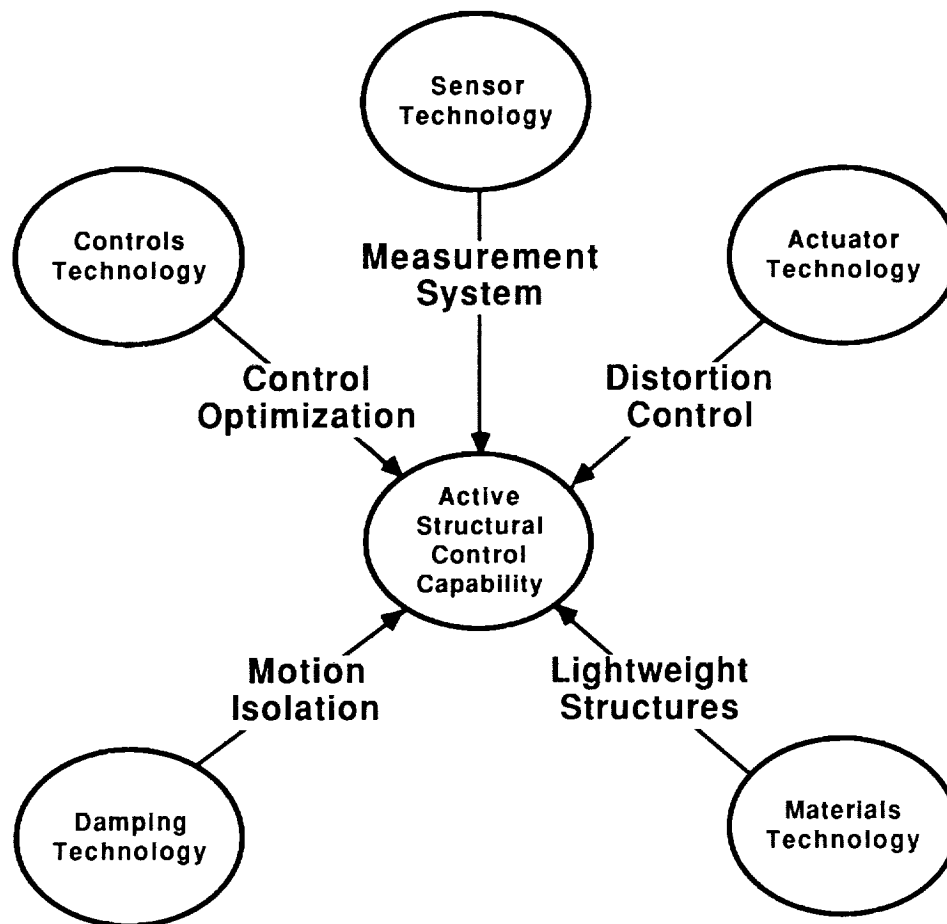 Sensor
Technology
Controls
Technology
Actuator
Technology
Measurement
System
Control
Optimization
Distortion
Control
Active
Structural
Control
Capability
Motion
Isolation
Lightweight
Structures
Damping
Technology
Materials
Technology